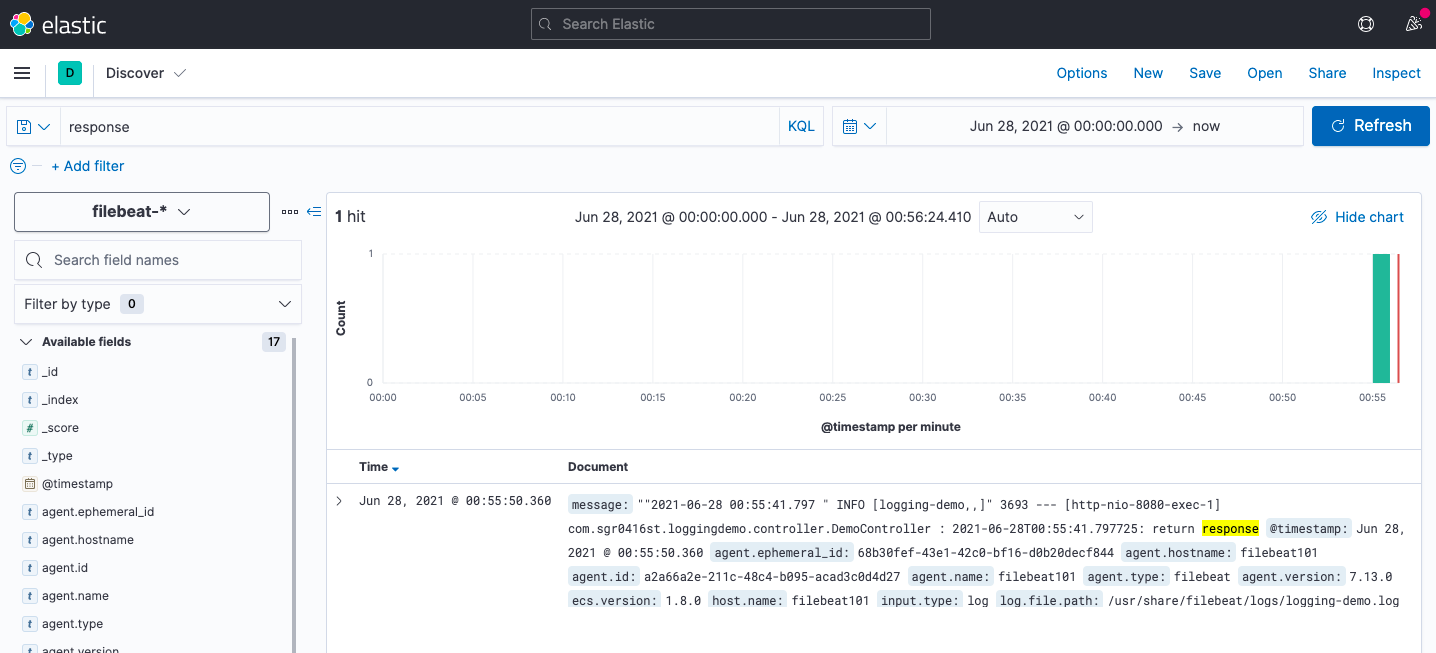 elastic
Search Elastic
D
Discover
Options New Save Open Share Inspect
response
KQL
Jun 28, 2021 @ 00:00:00.000 → now
Refresh
+ Add filter
filebeat-*
Search field names
Filter by type 0
Available fields 17
t _id
t _index
# _score
t _type
@timestamp
t agent.ephemeral_id
t agent.hostname
t agent.id
t agent.name
t agent.type
t agent.version
1 hit
Jun 28, 2021 @ 00:00:00.000 - Jun 28, 2021 @ 00:56:24.410
Auto
Hide chart
1
Count
0
00:00 00:05 00:10 00:15 00:20 00:25 00:30 00:35 00:40 00:45 00:50 00:55
@timestamp per minute
Time Document
Jun 28, 2021 @ 00:55:50.360
message: ""2021-06-28 00:55:41.797 " INFO [logging-demo,,]" 3693 --- [http-nio-8080-exec-1]
com.sgr0416st.loggingdemo.controller.DemoController : 2021-06-28T00:55:41.797725: return response @timestamp: Jun 28,
2021 @ 00:55:50.360 agent.ephemeral_id: 68b30fef-43e1-42c0-bf16-d0b20decf844 agent.hostname: filebeat101
agent.id: a2a66a2e-211c-48c4-b095-acad3c0d4d27 agent.name: filebeat101 agent.type: filebeat agent.version: 7.13.0
ecs.version: 1.8.0 host.name: filebeat101 input.type: log log.file.path: /usr/share/filebeat/logs/logging-demo.log